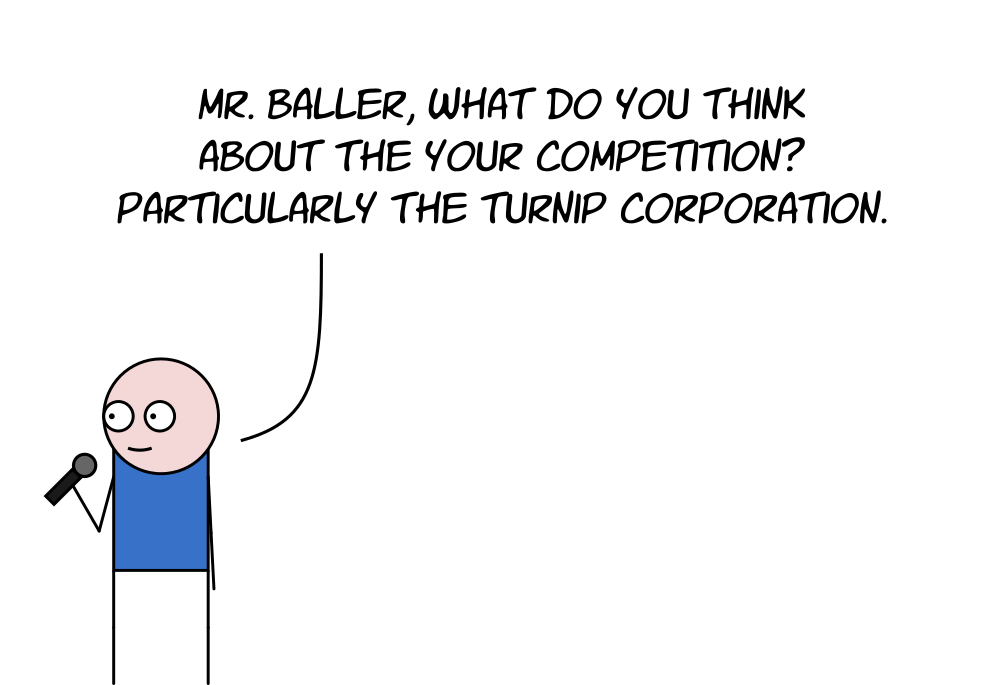 MR. BALLER, WHAT DO YOU THINK
ABOUT THE YOUR COMPETITION?
PARTICULARLY THE TURNIP CORPORATION.